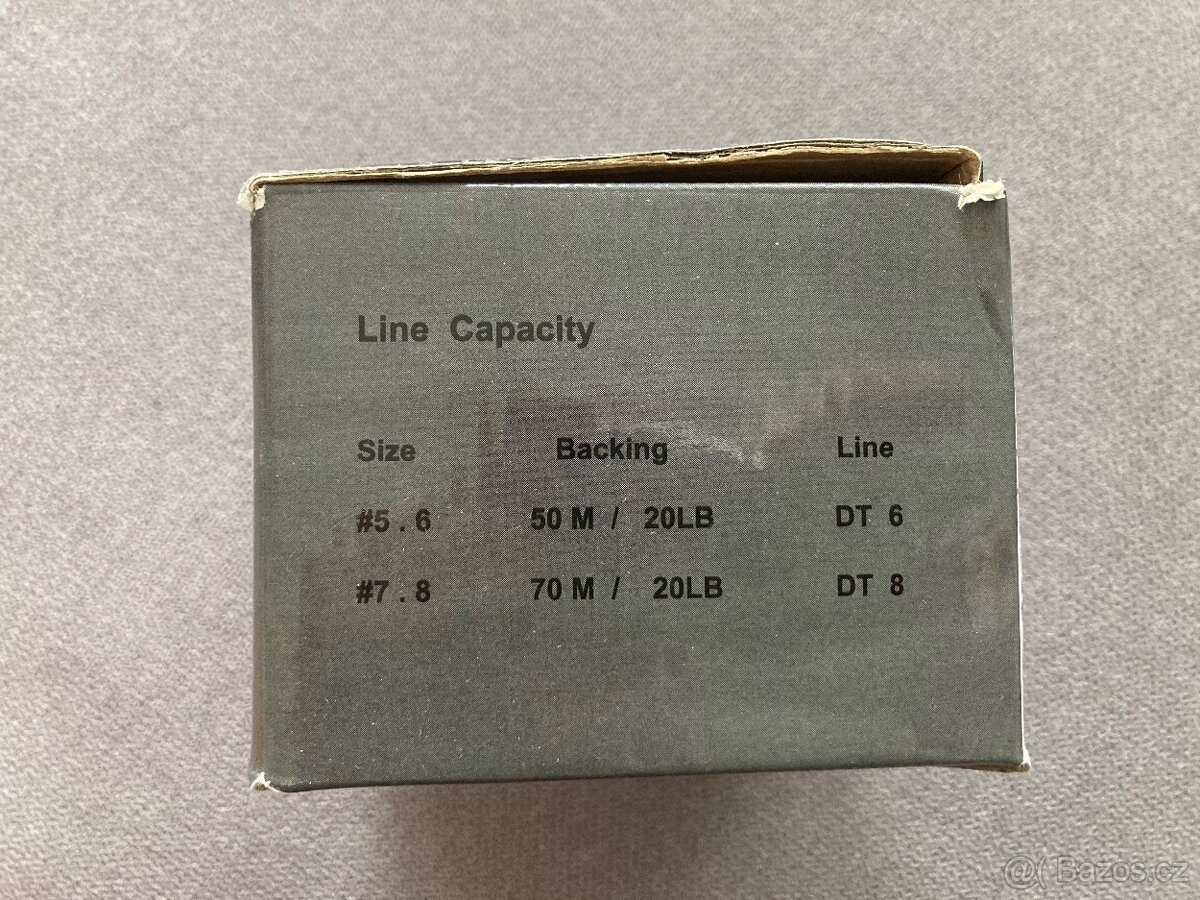 Line Capacity
Size Backing Line
#5 . 6 50 M / 20LB DT 6
#7 . 8 70 M / 20LB DT 8
@( Bazos.cz